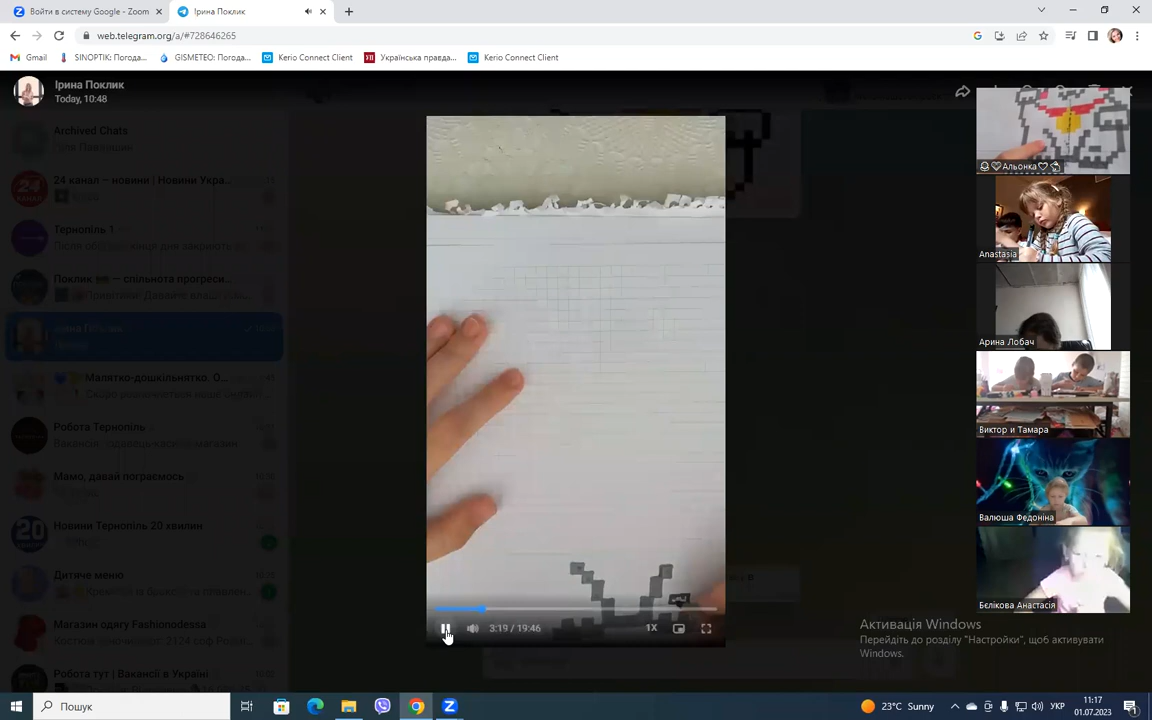 Войти в систему Google - Zoom
Ірина Поклик
web.telegram.org/a/#728646265
Gmail
SINOPTIK: Погода...
GISMETEO: Погода...
Kerio Connect Client
Українська правда...
Kerio Connect Client
Ірина Поклик
Today, 10:48
Archived Chats
24 канал – новини | Новини Укра...
Тернопіль 1
Поклик — спільнота прогреси...
Малятко-дошкільнятко. О...
Робота Тернопіль
Мамо, давай пограємось
Новини Тернопіль 20 хвилин
Дитяче меню
Магазин одягу Fashionodessa
Робота тут | Вакансії в Україні
3:19 / 19:46
1X
Альонка
Anastasia
Арина Лобач
Виктор и Тамара
Валюша Федоніна
Бєлікова Анастасія
Активація Windows
Перейдіть до розділу "Настройки", щоб активувати
Windows.
Пошук
23°C Sunny
УКР
11:17
01.07.2023